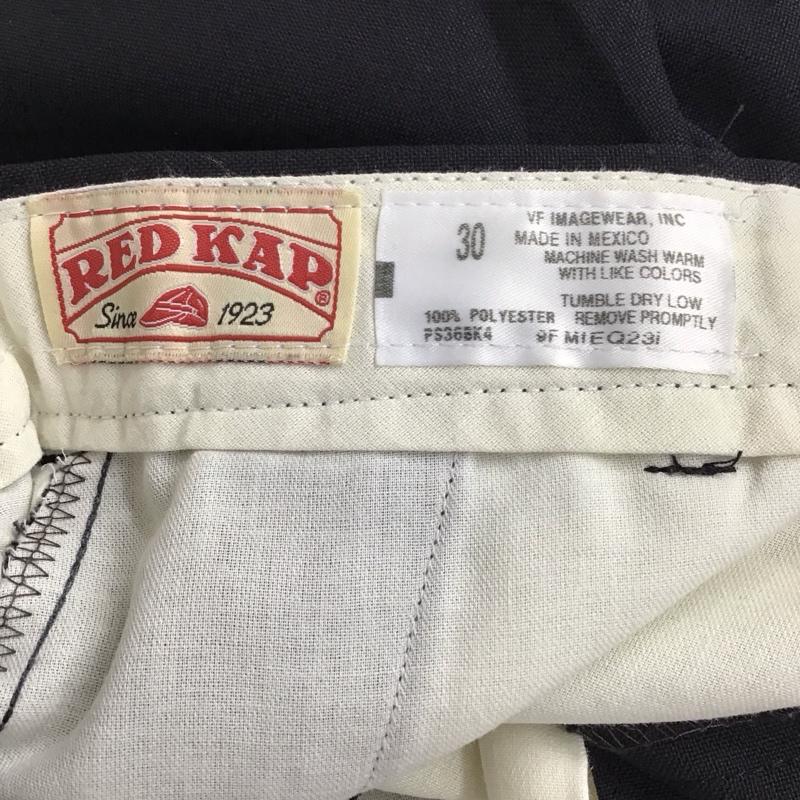 RED KAP®
Since 1923
30
VF IMAGEWEAR, INC
MADE IN MEXICO
MACHINE WASH WARM
WITH LIKE COLORS
TUMBLE DRY LOW
100% POLYESTER REMOVE PROMPTLY
9F